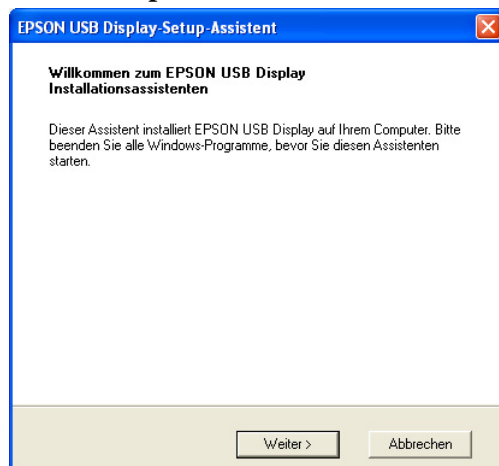 EPSON USB Display-Setup-Assistent
Willkommen zum EPSON USB Display
Installationsassistenten
Dieser Assistent installiert EPSON USB Display auf Ihrem Computer. Bitte
beenden Sie alle Windows-Programme, bevor Sie diesen Assistenten
starten.
Weiter >
Abbrechen